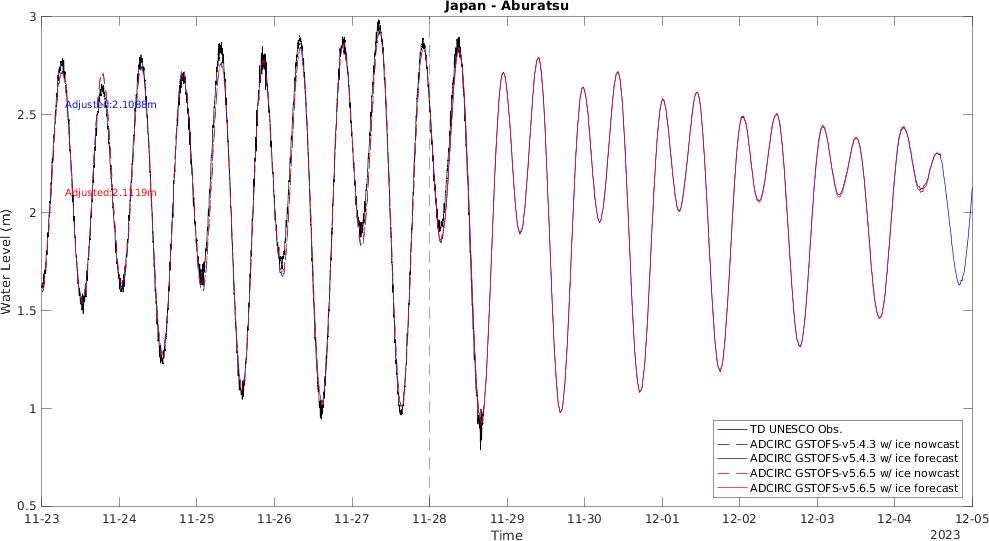 Japan - Aburatsu
3
2.5
2
1.5
1
0.5
Water Level (m)
Adjusted:2.1088m
Adjusted:2.1119m
TD UNESCO Obs.
ADCIRC GSTOFS-v5.4.3 w/ ice nowcast
ADCIRC GSTOFS-v5.4.3 w/ ice forecast
ADCIRC GSTOFS-v5.6.5 w/ ice nowcast
ADCIRC GSTOFS-v5.6.5 w/ ice forecast
11-23 11-24 11-25 11-26 11-27 11-28 11-29 11-30 12-01 12-02 12-03 12-04 12-05
Time
2023